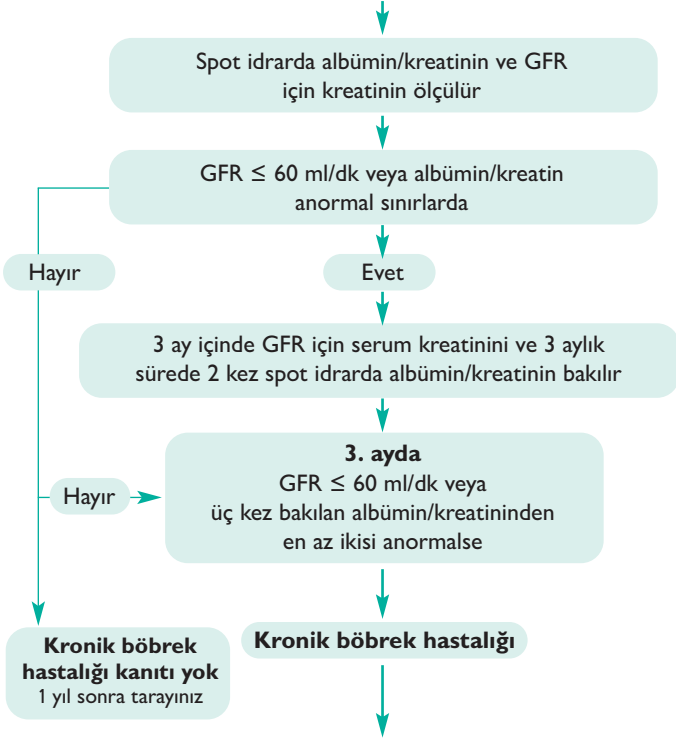 Spot idrarda albümin/kreatinin ve GFR
için kreatinin ölçülür
GFR ≤ 60 ml/dk veya albümin/kreatin
anormal sınırlarda
Hayır
Evet
3 ay içinde GFR için serum kreatinini ve 3 aylık
sürede 2 kez spot idrarda albümin/kreatinin bakılır
3. ayda
GFR ≤ 60 ml/dk veya
üç kez bakılan albümin/kreatininden
en az ikisi anormalse
Hayır
Kronik böbrek
hastalığı kanıtı yok
1 yıl sonra tarayınız
Kronik böbrek hastalığı